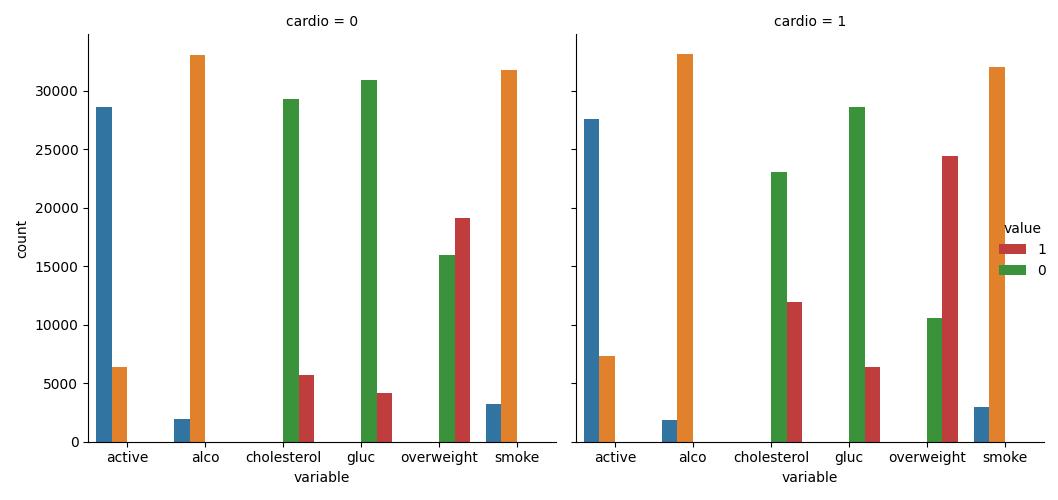 cardio = 0
cardio = 1
30000
25000
20000
15000
10000
5000
0
count
active alco cholesterol gluc overweight smoke
variable
active alco cholesterol gluc overweight smoke
variable
value
1
0